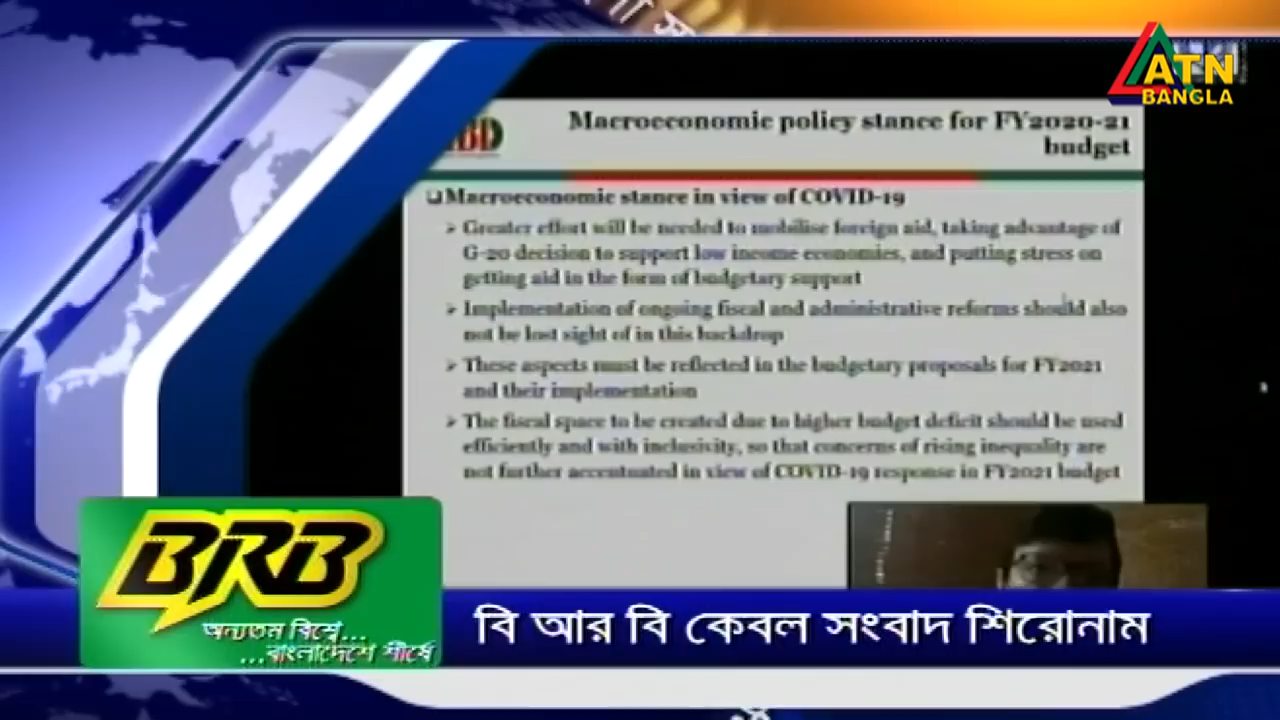 ATN
BANGLA
Macroeconomic policy stance for FY2020-21
budget
❑Macroeconomic stance in view of COVID-19
➢ Greater effort will be needed to mobilise foreign aid, taking advantage of
G-20 decision to support low income economies, and putting stress on
getting aid in the form of budgetary support
➢ Implementation of ongoing fiscal and administrative reforms should also
not be lost sight of in this backdrop
➢ These aspects must be reflected in the budgetary proposals for FY2021
and their implementation
➢ The fiscal space to be created due to higher budget deficit should be used
efficiently and with inclusivity, so that concerns of rising inequality are
not further accentuated in view of COVID-19 response in FY2021 budget
BRB
অন্যতম বিশ্বে...
...বাংলাদেশে শীর্ষে
বি আর বি কেবল সংবাদ শিরোনাম